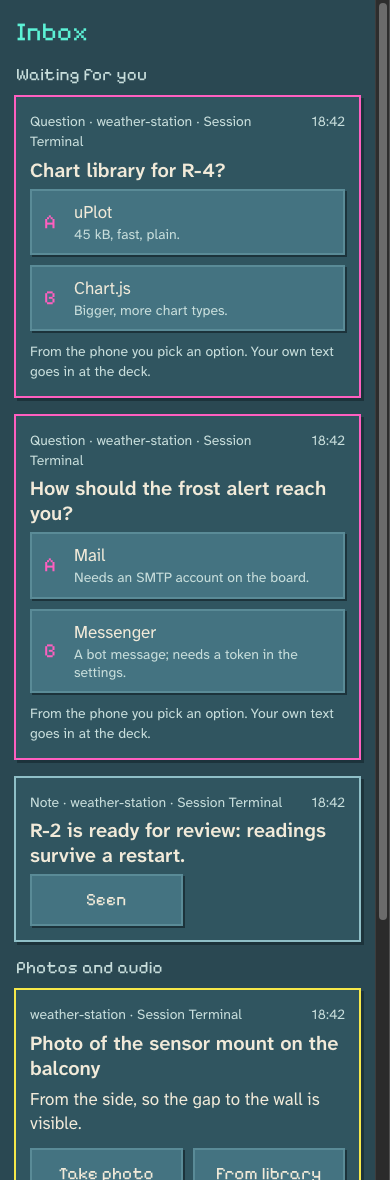 Inbox
Waiting for you
Question · weather-station · Session Terminal 18:42
Chart library for R-4?
A uPlot
45 kB, fast, plain.
B Chart.js
Bigger, more chart types.
From the phone you pick an option. Your own text
goes in at the deck.
Question · weather-station · Session Terminal 18:42
How should the frost alert reach
you?
A Mail
Needs an SMTP account on the board.
B Messenger
A bot message; needs a token in the
settings.
From the phone you pick an option. Your own text
goes in at the deck.
Note · weather-station · Session Terminal 18:42
R-2 is ready for review: readings
survive a restart.
Seen
Photos and audio
weather-station · Session Terminal 18:42
Photo of the sensor mount on the
balcony
From the side, so the gap to the wall is
visible.
Take photo From library